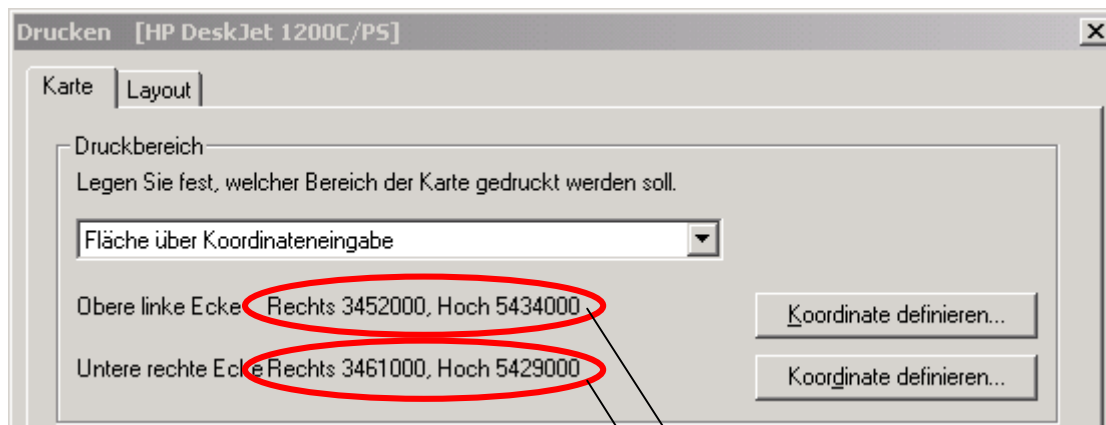 Drucken [HP DeskJet 1200C/PS]
Karte Layout
Druckbereich
Legen Sie fest, welcher Bereich der Karte gedruckt werden soll.
Fläche über Koordinateneingabe
Obere linke Ecke Rechts 3452000, Hoch 5434000
Koordinate definieren...
Untere rechte Ecke Rechts 3461000, Hoch 5429000
Koordinate definieren...